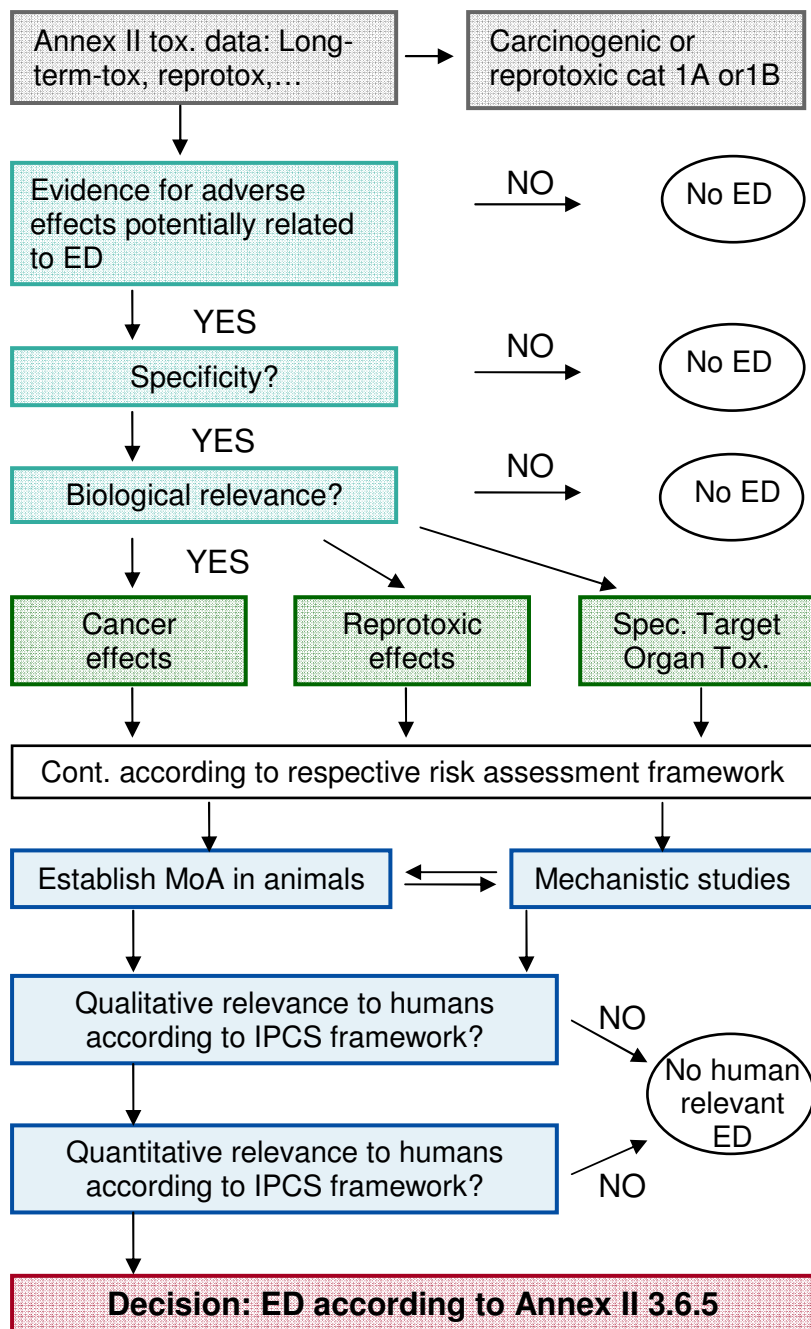 Annex II tox. data: Long-
term-tox, reprotox,…
Carcinogenic or
reprotoxic cat 1A or1B
Evidence for adverse
effects potentially related
to ED
NO
No ED
YES
Specificity?
NO
No ED
YES
Biological relevance?
NO
No ED
YES
Cancer
effects
Reprotoxic
effects
Spec. Target
Organ Tox.
Cont. according to respective risk assessment framework
Establish MoA in animals
Mechanistic studies
Qualitative relevance to humans
according to IPCS framework?
NO
No human
relevant
ED
Quantitative relevance to humans
according to IPCS framework?
NO
Decision: ED according to Annex II 3.6.5